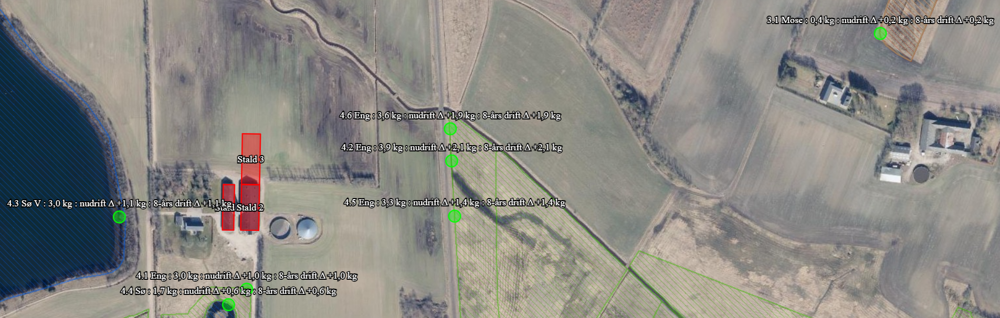 3.1 Mose : 0,4 kg : nudrift Δ +0,2 kg : 8-års drift Δ +0,2 kg
4.6 Eng : 3,6 kg : nudrift Δ +1,9 kg : 8-års drift Δ +1,9 kg
4.2 Eng : 3,9 kg : nudrift Δ +2,1 kg : 8-års drift Δ +2,1 kg
Stald 3
4.3 Sø V : 3,0 kg : nudrift Δ +1,1 kg : 8-års drift Δ +1,1 kg
4.5 Eng : 3,3 kg : nudrift Δ +1,4 kg : 8-års drift Δ +1,4 kg
Stald Stald 2
4.1 Eng : 3,0 kg : nudrift Δ +1,0 kg : 8-års drift Δ +1,0 kg
4.4 Sø : 1,7 kg : nudrift Δ +0,6 kg : 8-års drift Δ +0,6 kg